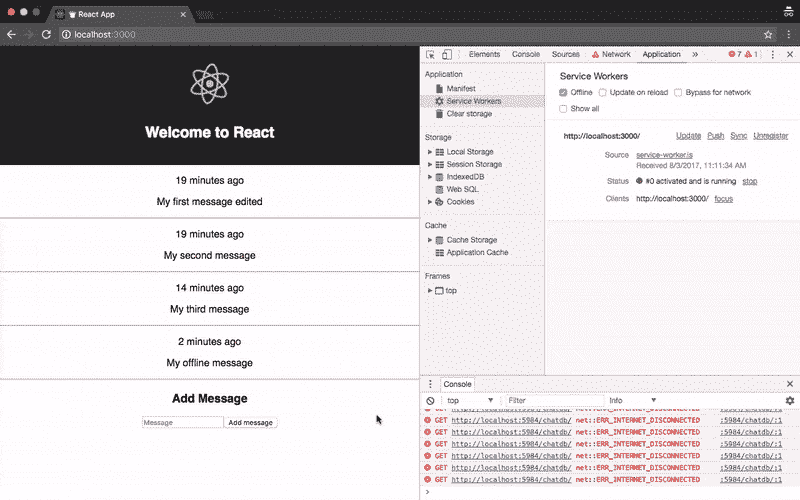 React App
localhost:3000
Welcome to React
19 minutes ago
My first message edited
19 minutes ago
My second message
14 minutes ago
My third message
2 minutes ago
My offline message
Add Message
Message Add message
Elements Console Sources Network Application » 7 1
Application
Manifest
Service Workers
Clear storage
Storage
Local Storage
Session Storage
IndexedDB
Web SQL
Cookies
Cache
Cache Storage
Application Cache
Frames
top
Service Workers
Offline Update on reload Bypass for network
Show all
http://localhost:3000/ Update Push Sync Unregister
Source service-worker.js
Received 8/3/2017, 11:11:34 AM
Status #0 activated and is running stop
Clients http://localhost:3000/ focus
Console
top Filter Info
GET http://localhost:5984/chatdb/ net::ERR_INTERNET_DISCONNECTED :5984/chatdb/:1
GET http://localhost:5984/chatdb/ net::ERR_INTERNET_DISCONNECTED :5984/chatdb/:1
GET http://localhost:5984/chatdb/ net::ERR_INTERNET_DISCONNECTED :5984/chatdb/:1
GET http://localhost:5984/chatdb/ net::ERR_INTERNET_DISCONNECTED :5984/chatdb/:1
GET http://localhost:5984/chatdb/ net::ERR_INTERNET_DISCONNECTED :5984/chatdb/:1
GET http://localhost:5984/chatdb/ net::ERR_INTERNET_DISCONNECTED :5984/chatdb/:1
GET http://localhost:5984/chatdb/ net::ERR_INTERNET_DISCONNECTED :5984/chatdb/:1